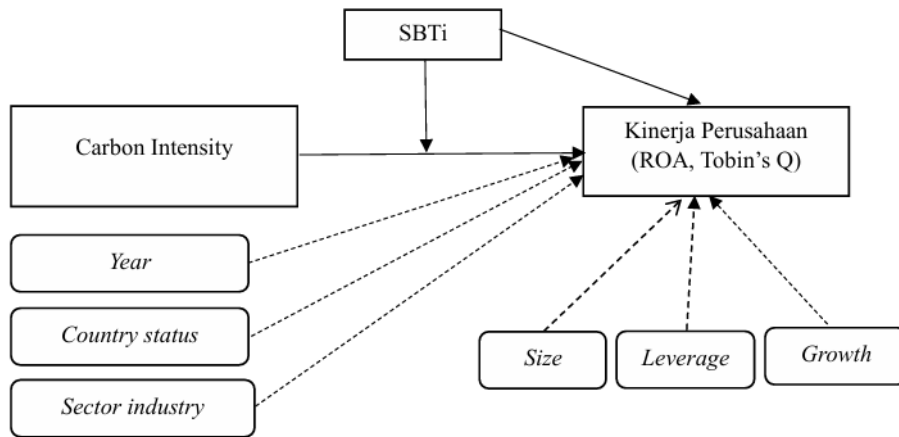 SBTi
Carbon Intensity
Kinerja Perusahaan
(ROA, Tobin's Q)
Year
Country status
Sector industry
Size
Leverage
Growth